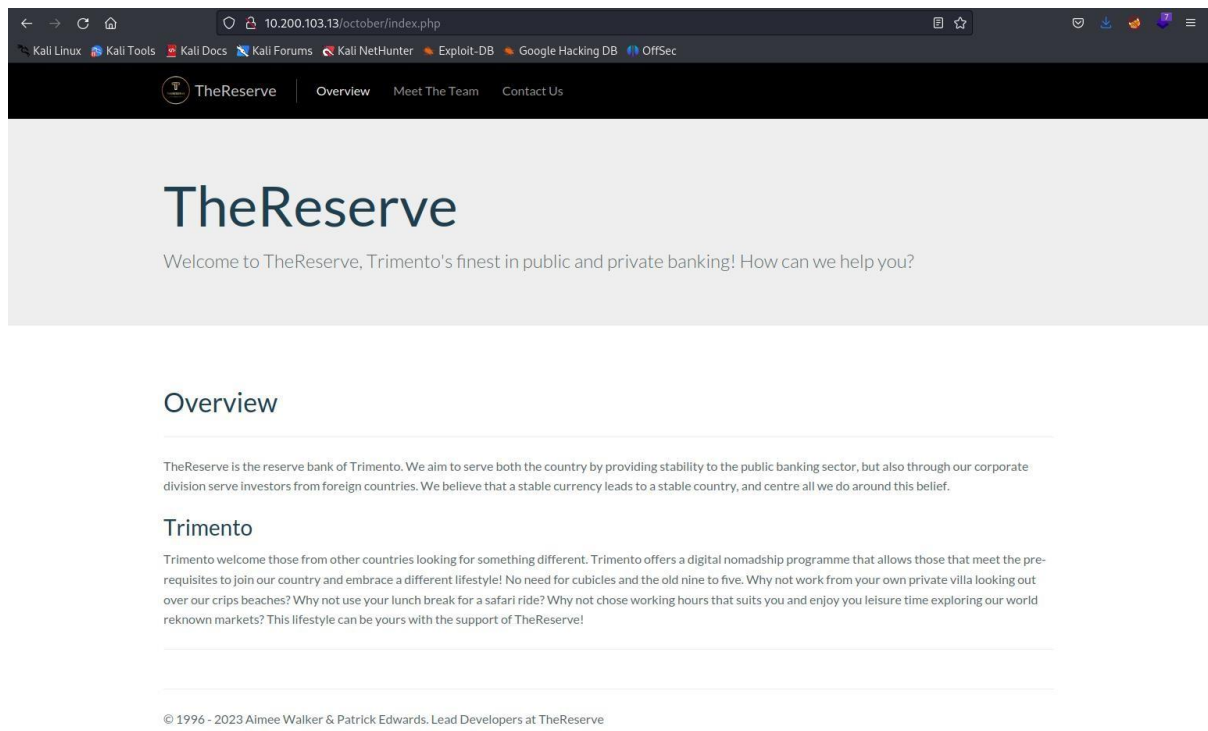 10.200.103.13/october/index.php
7
Kali Linux Kali Tools Kali Docs Kali Forums Kali NetHunter Exploit-DB Google Hacking DB OffSec
TheReserve Overview Meet The Team Contact Us
TheReserve
Welcome to TheReserve, Trimento's finest in public and private banking! How can we help you?
Overview
TheReserve is the reserve bank of Trimento. We aim to serve both the country by providing stability to the public banking sector, but also through our corporate
division serve investors from foreign countries. We believe that a stable currency leads to a stable country, and centre all we do around this belief.
Trimento
Trimento welcome those from other countries looking for something different. Trimento offers a digital nomadship programme that allows those that meet the pre-
requisites to join our country and embrace a different lifestyle! No need for cubicles and the old nine to five. Why not work from your own private villa looking out
over our crips beaches? Why not use your lunch break for a safari ride? Why not chose working hours that suits you and enjoy you leisure time exploring our world
reknown markets? This lifestyle can be yours with the support of TheReserve!
© 1996 - 2023 Aimee Walker & Patrick Edwards. Lead Developers at TheReserve